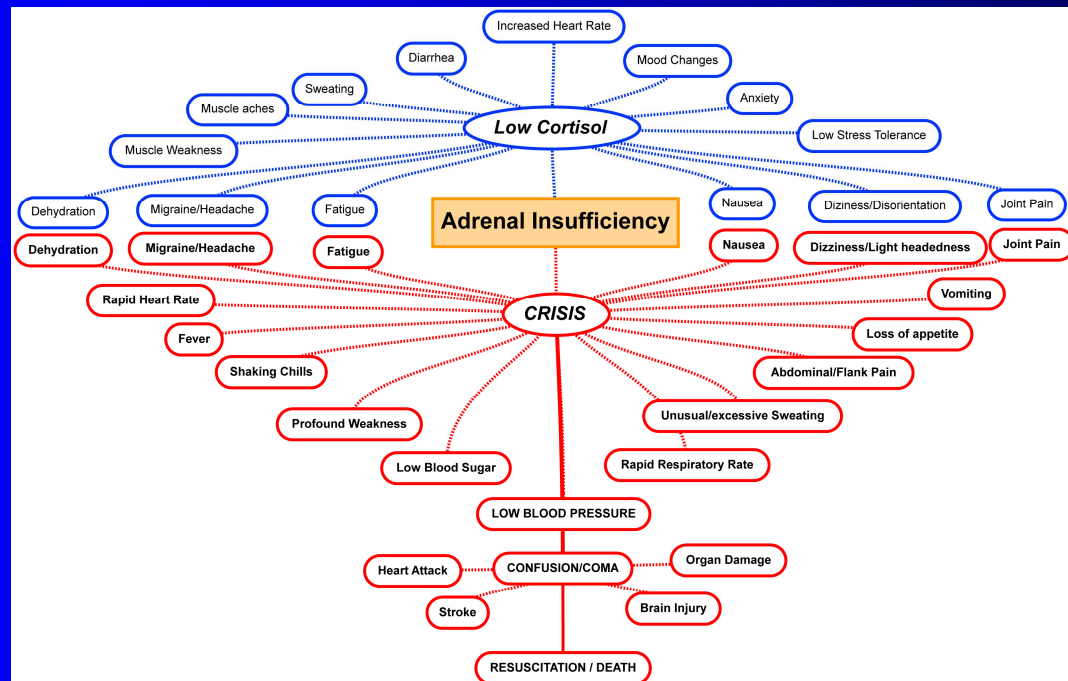 Increased Heart Rate
Diarrhea
Mood Changes
Sweating
Anxiety
Muscle aches
Low Cortisol
Low Stress Tolerance
Muscle Weakness
Dehydration
Migraine/Headache
Fatigue
Nausea
Diziness/Disorientation
Joint Pain
Adrenal Insufficiency
Dehydration
Migraine/Headache
Fatigue
Nausea
Dizziness/Light headedness
Joint Pain
Rapid Heart Rate
Vomiting
CRISIS
Fever
Loss of appetite
Shaking Chills
Abdominal/Flank Pain
Profound Weakness
Unusual/excessive Sweating
Low Blood Sugar
Rapid Respiratory Rate
LOW BLOOD PRESSURE
Heart Attack
CONFUSION/COMA
Organ Damage
Stroke
Brain Injury
RESUSCITATION / DEATH